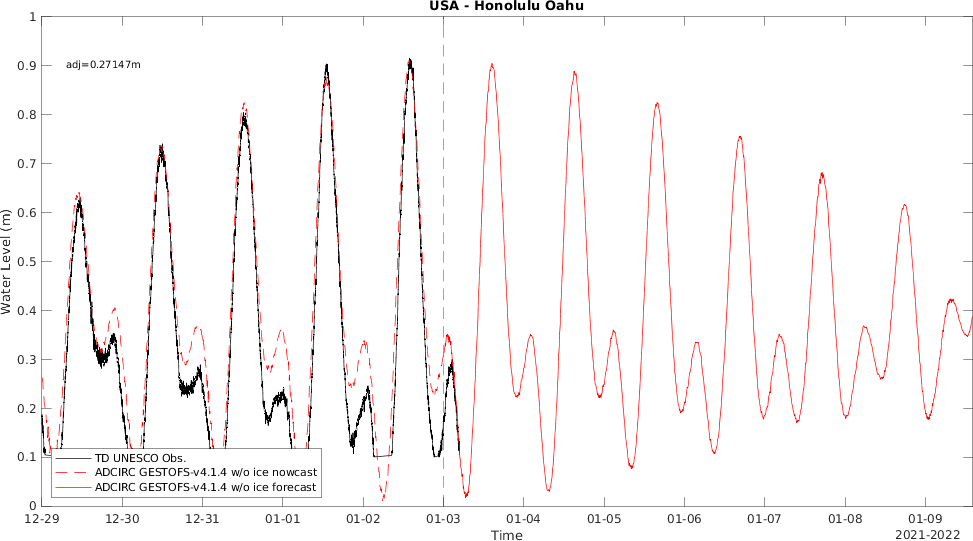 USA - Honolulu Oahu
1
0.9
0.8
0.7
0.6
0.5
0.4
0.3
0.2
0.1
0
Water Level (m)
adj=0.27147m
TD UNESCO Obs.
ADCIRC GESTOFS-v4.1.4 w/o ice nowcast
ADCIRC GESTOFS-v4.1.4 w/o ice forecast
12-29 12-30 12-31 01-01 01-02 01-03 01-04 01-05 01-06 01-07 01-08 01-09
Time
2021-2022